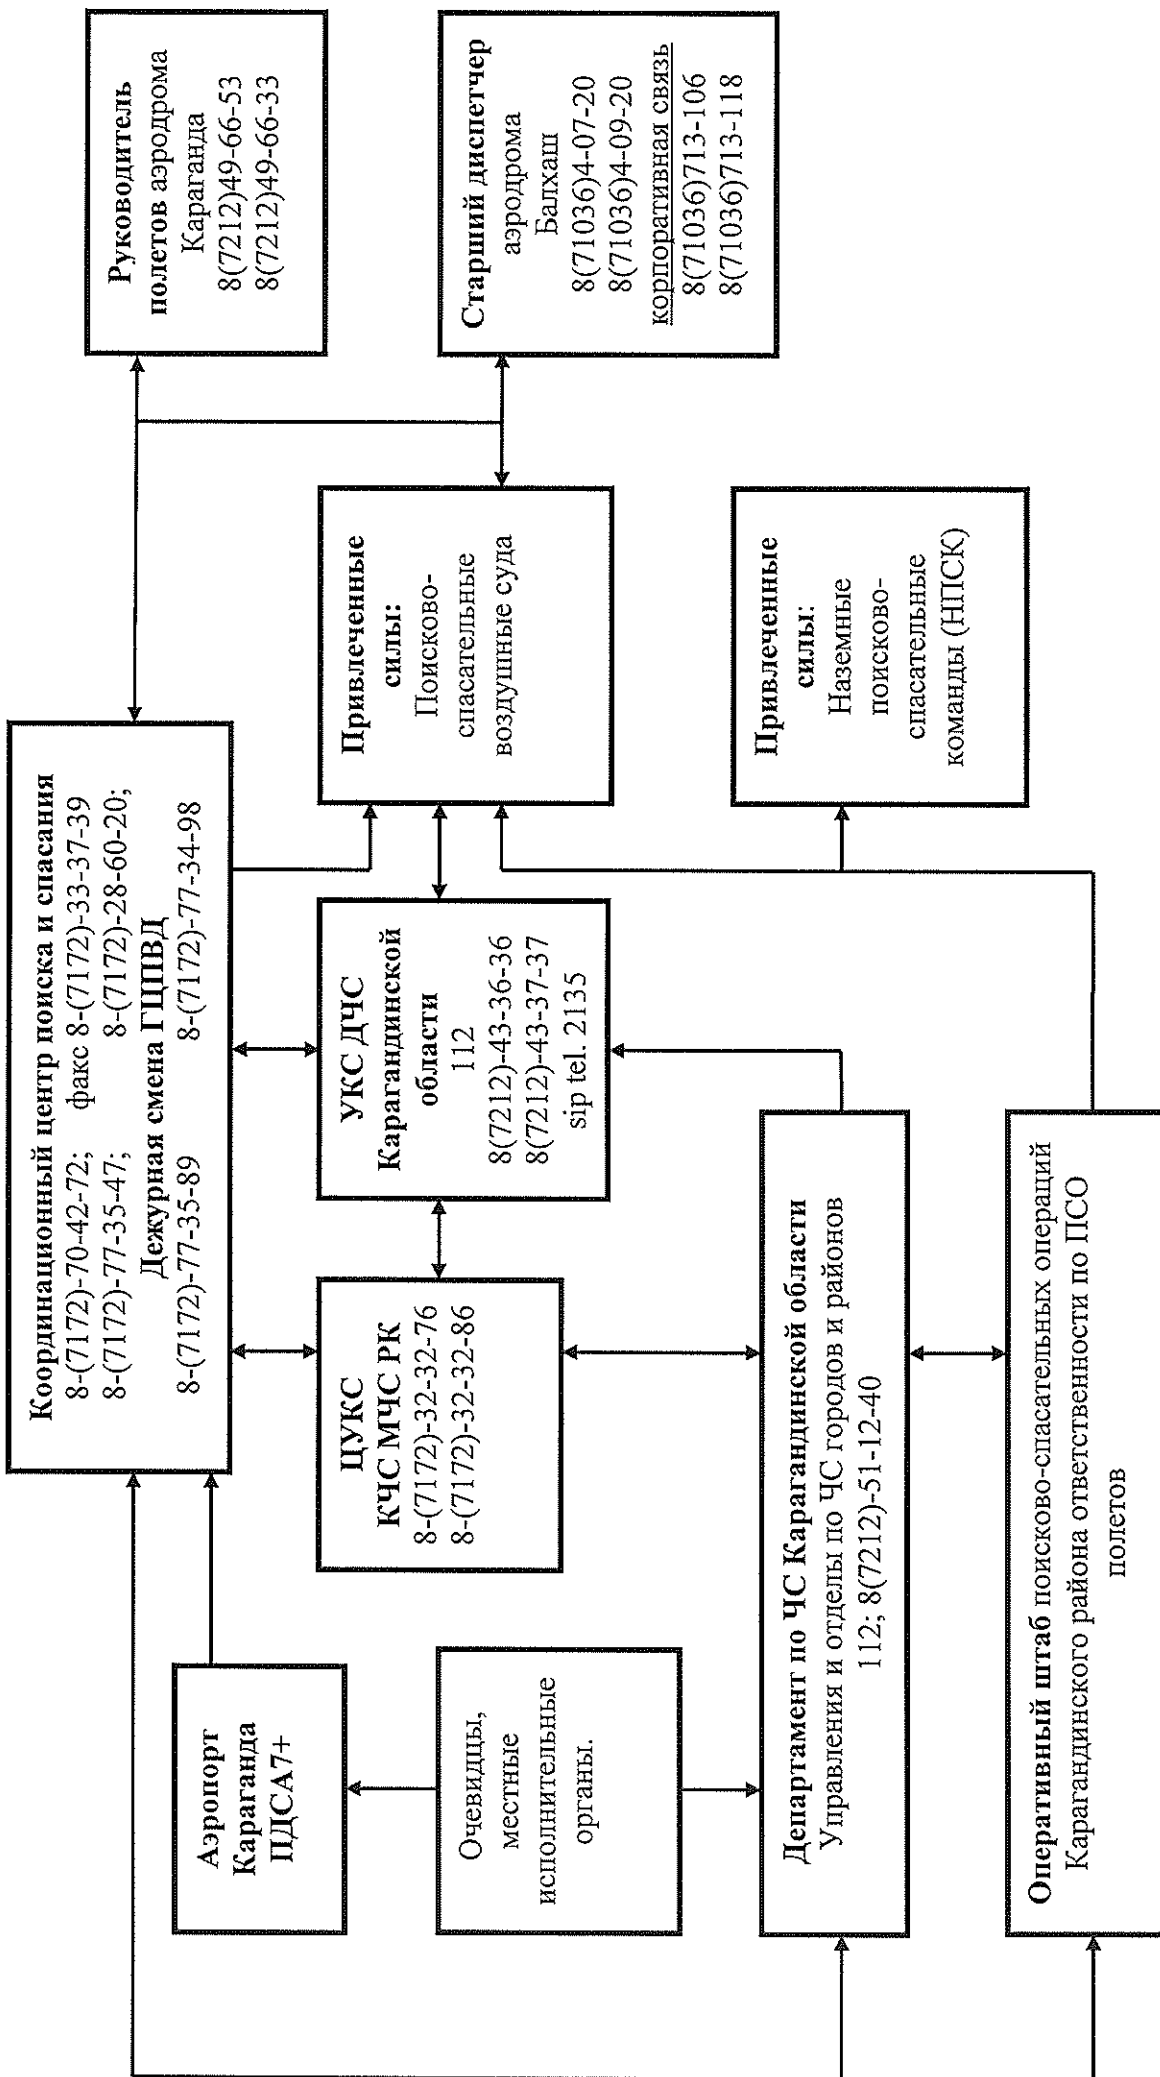 Координационный центр поиска и спасания
8-(7172)-70-42-72; факс 8-(7172)-33-37-39
8-(7172)-77-35-47; 8-(7172)-28-60-20;
Дежурная смена ГЦПВД
8-(7172)-77-35-89 8-(7172)-77-34-98
Руководитель
полетов аэродрома
Караганда
8(7212)49-66-53
8(7212)49-66-33
Аэропорт
Караганда
ПДСА7+
ЦУКС
КЧС МЧС РК
8-(7172)-32-32-76
8-(7172)-32-32-86
УКС ДЧС
Карагандинской
области
112
8(7212)-43-36-36
8(7212)-43-37-37
sip tel. 2135
Привлеченные
силы:
Поисково-
спасательные
воздушные суда
Старший диспетчер
аэродрома
Балхаш
8(71036)4-07-20
8(71036)4-09-20
корпоративная связь
8(71036)713-106
8(71036)713-118
Очевидцы,
местные
исполнительные
органы.
Департамент по ЧС Карагандинской области
Управления и отделы по ЧС городов и районов
112; 8(7212)-51-12-40
Привлеченные
силы:
Наземные
поисково-
спасательные
команды (НПСК)
Оперативный штаб поисково-спасательных операций
Карагандинского района ответственности по ПСО
полетов